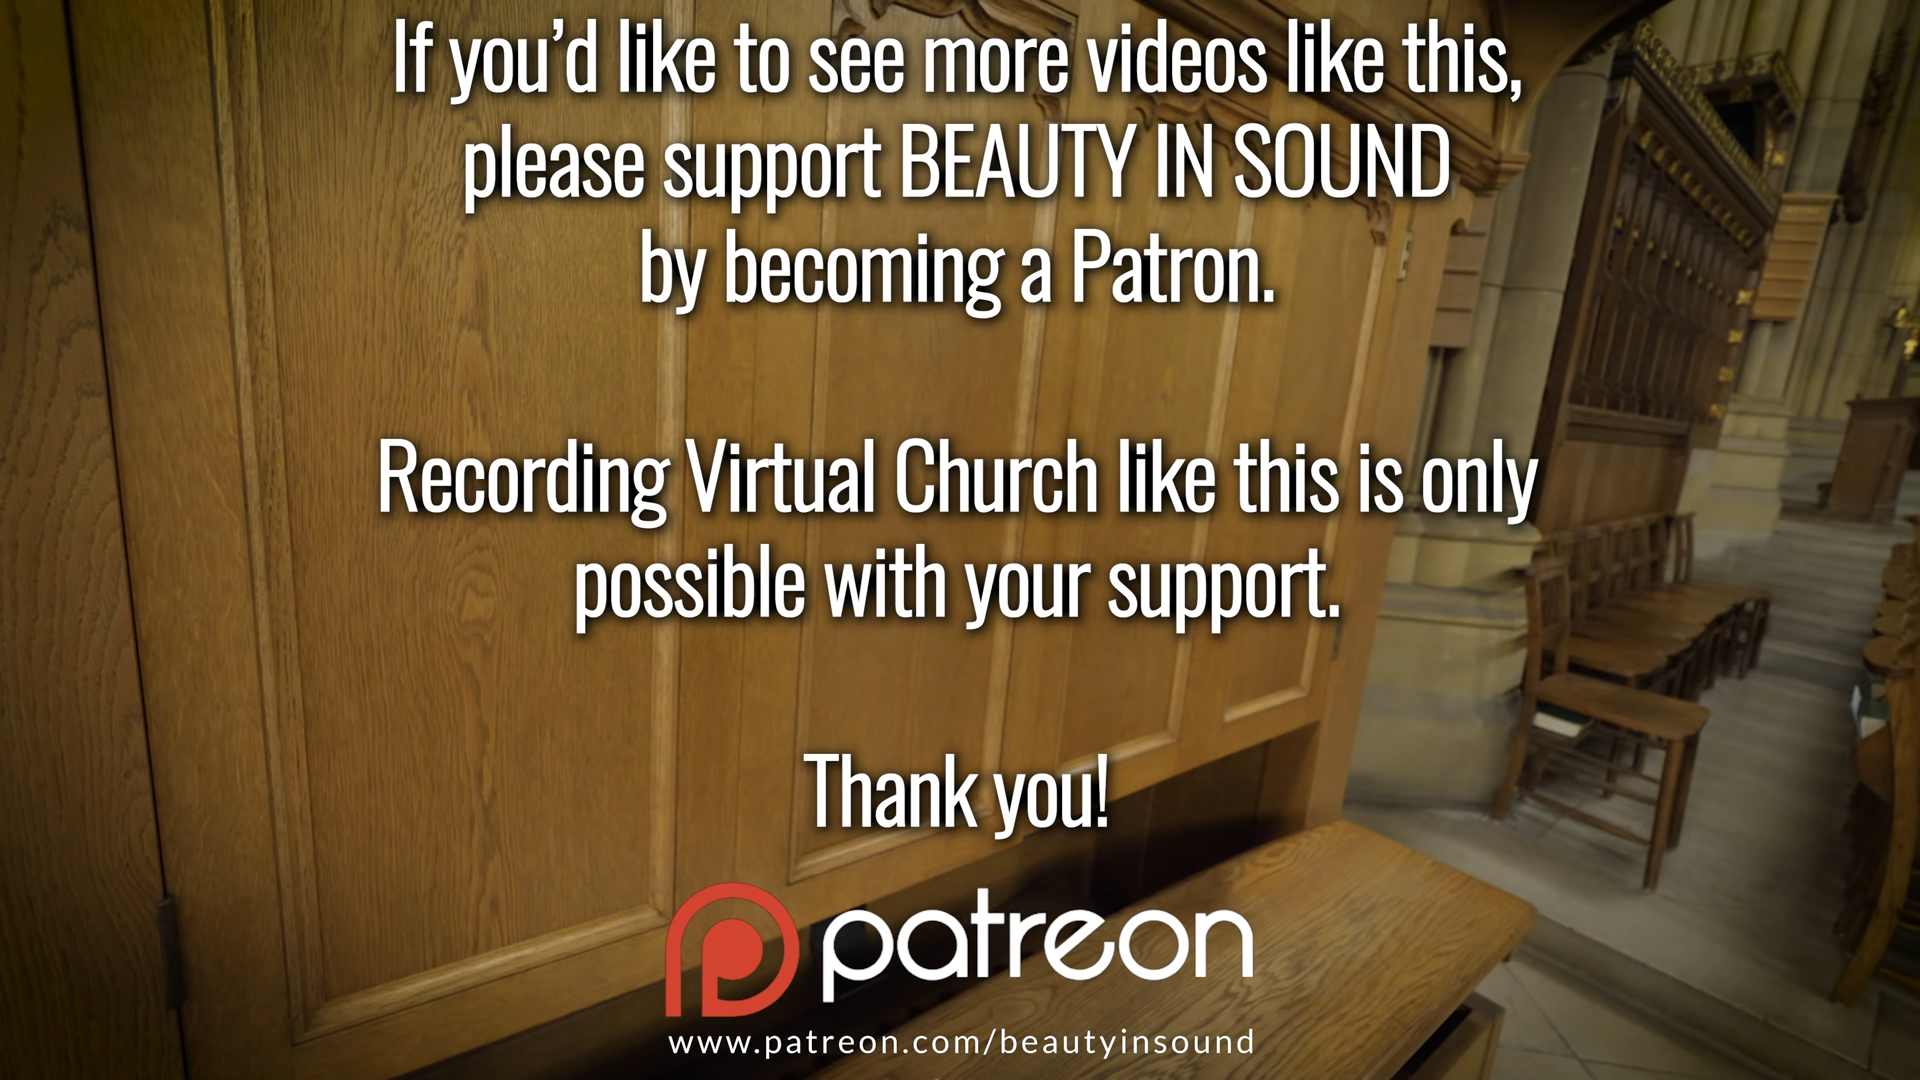 If you’d like to see more videos like this,
please support BEAUTY IN SOUND
by becoming a Patron.
Recording Virtual Church like this is only
possible with your support.
Thank you!
patreon
www.patreon.com/beautyinsound